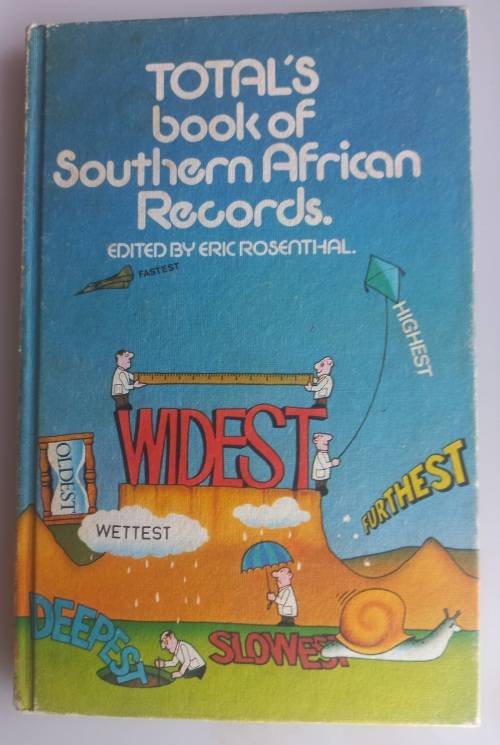 TOTAL'S
book of
Southern African
Records.
EDITED BY ERIC ROSENTHAL.
FASTEST
HIGHEST
WIDEST
OLDEST
FURTHEST
WETTEST
DEEPEST
SLOWEST